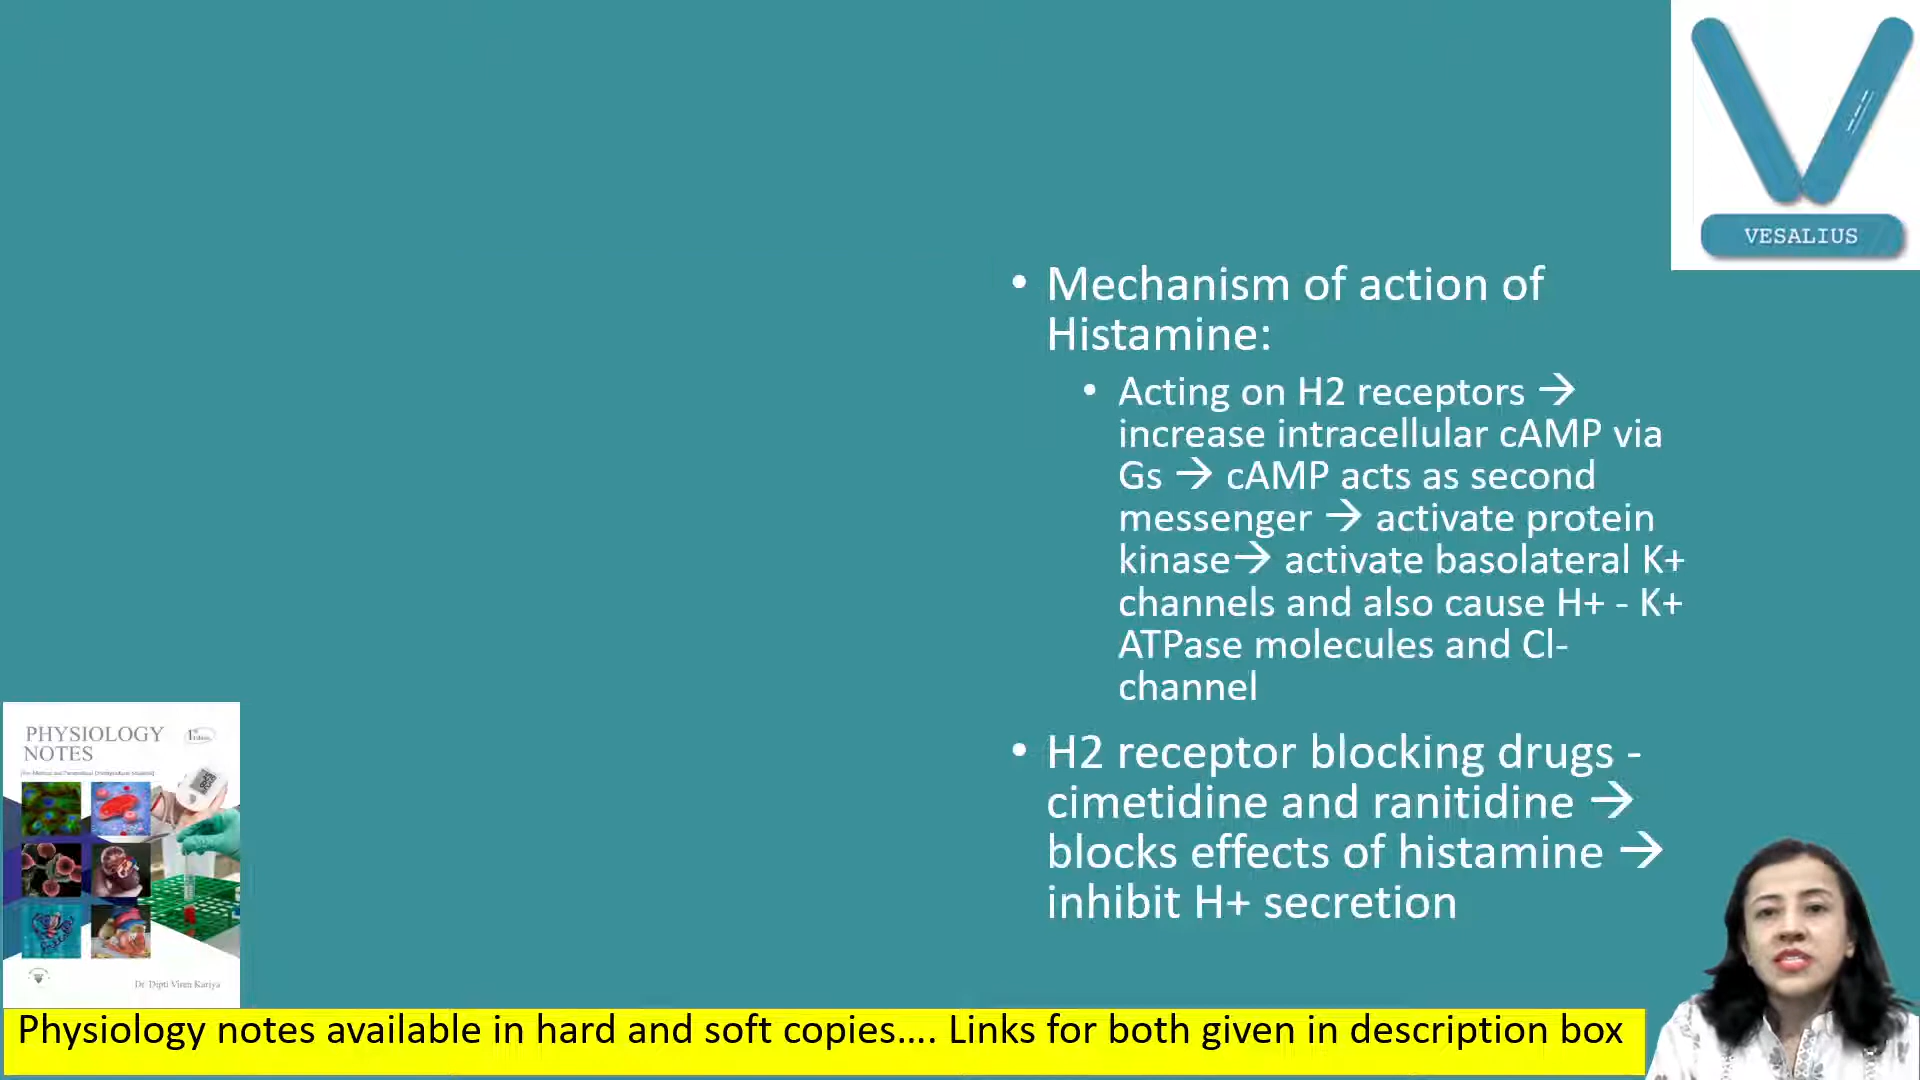 VESALIUS
• Mechanism of action of
Histamine:
• Acting on H2 receptors →
increase intracellular cAMP via
Gs → cAMP acts as second
messenger → activate protein
kinase→ activate basolateral K+
channels and also cause H+ - K+
ATPase molecules and Cl-
channel
• H2 receptor blocking drugs -
cimetidine and ranitidine →
blocks effects of histamine →
inhibit H+ secretion
PHYSIOLOGY
NOTES
Dr. Dipti Viren Kariya
Physiology notes available in hard and soft copies.... Links for both given in description box